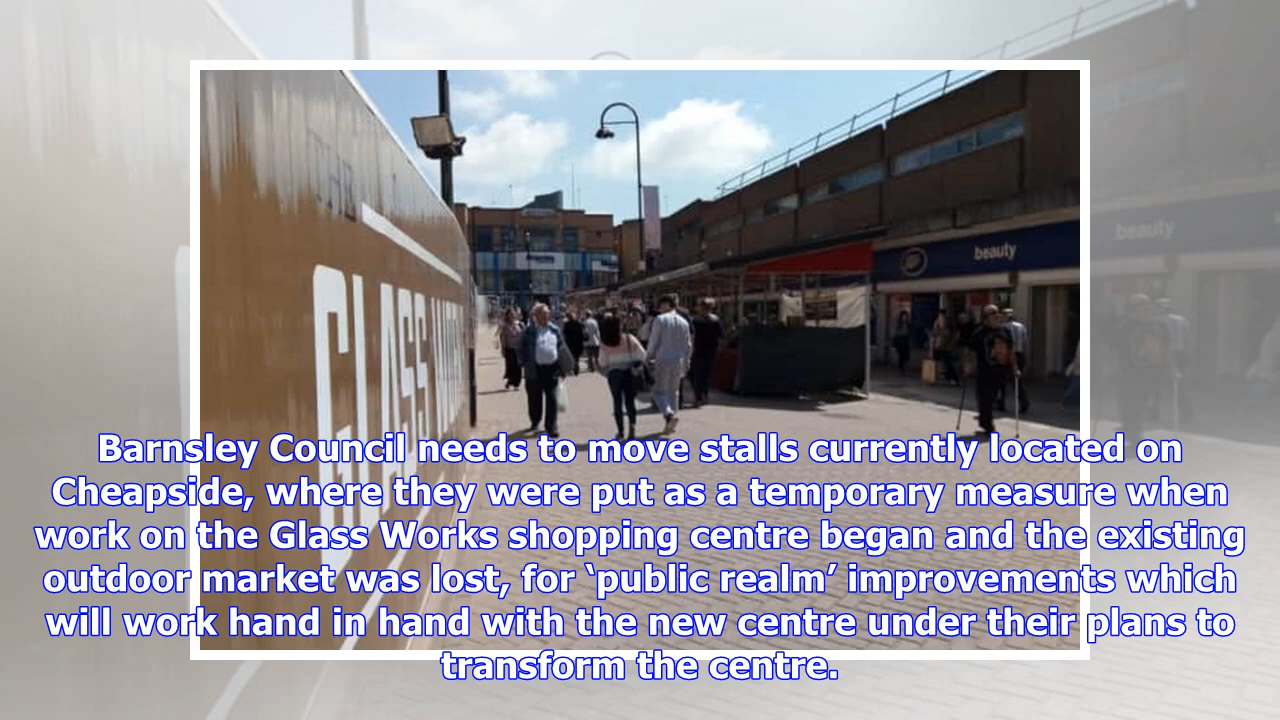 GLASS WORKS
beauty
beauty
Barnsley Council needs to move stalls currently located on
Cheapside, where they were put as a temporary measure when
work on the Glass Works shopping centre began and the existing
outdoor market was lost, for ‘public realm’ improvements which
will work hand in hand with the new centre under their plans to
transform the centre.